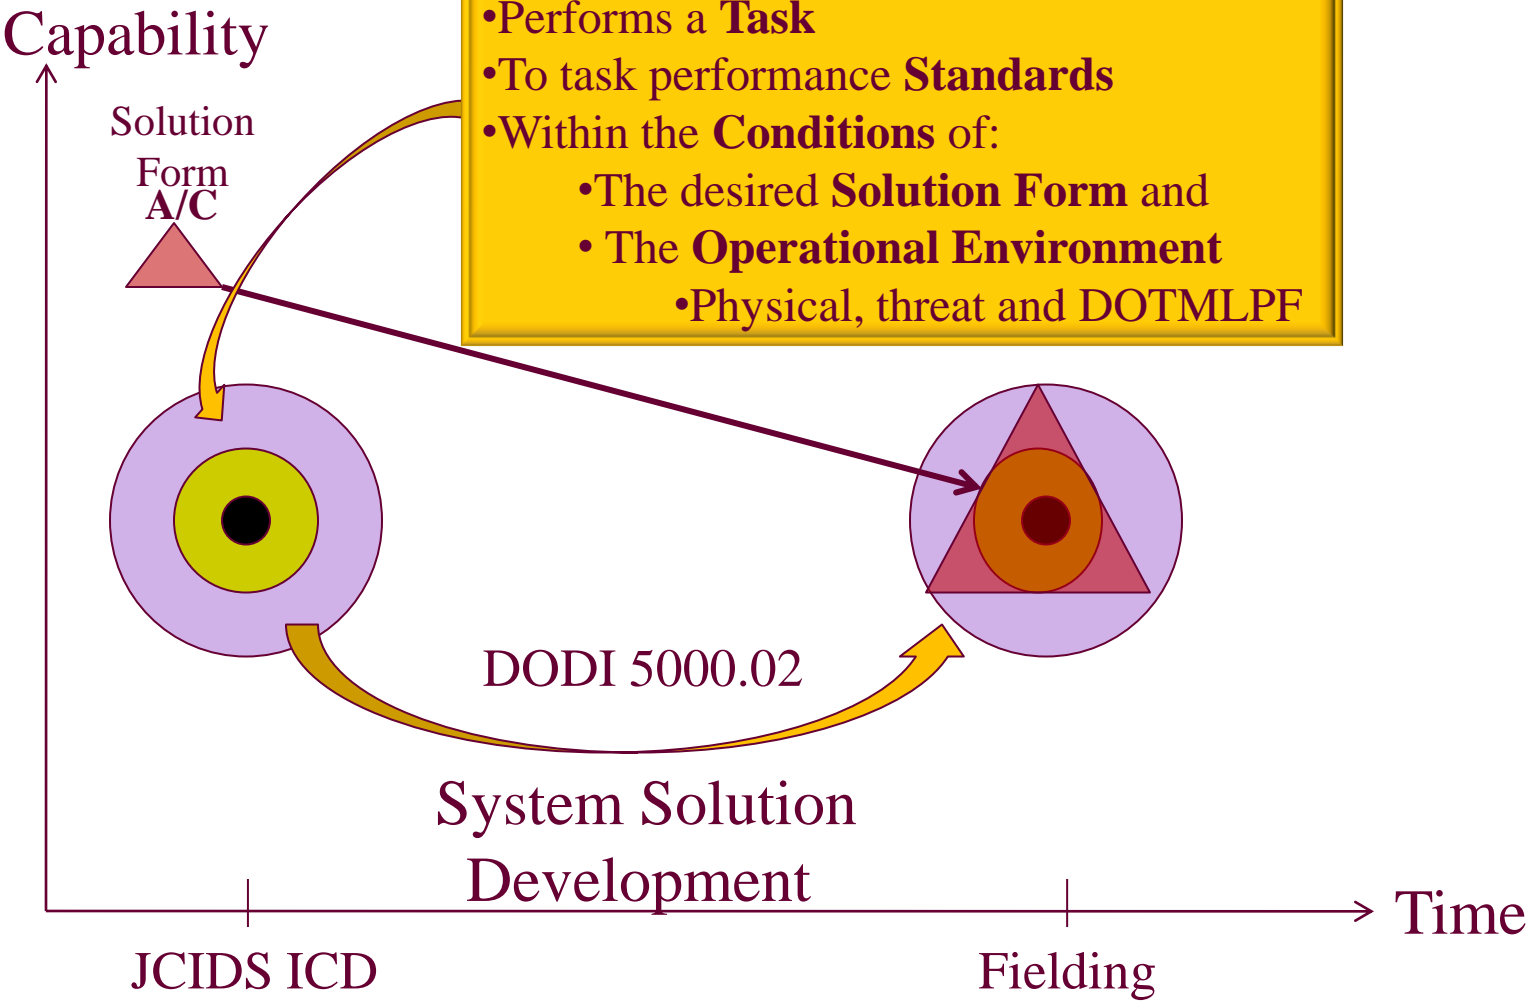 Capability
•Performs a Task
•To task performance Standards
•Within the Conditions of:
•The desired Solution Form and
• The Operational Environment
•Physical, threat and DOTMLPF
Solution
Form
A/C
DODI 5000.02
System Solution
Development
Time
JCIDS ICD
Fielding